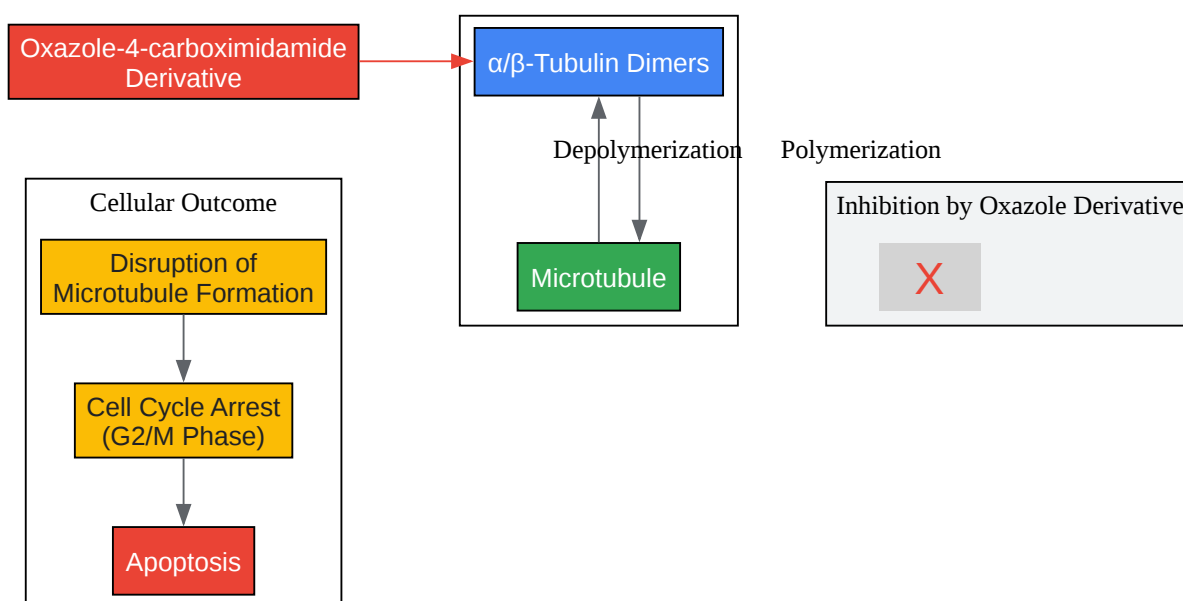 Oxazole-4-carboximidamide
Derivative
α/β-Tubulin Dimers
Depolymerization
Polymerization
Microtubule
Cellular Outcome
Disruption of
Microtubule Formation
Cell Cycle Arrest
(G2/M Phase)
Apoptosis
Inhibition by Oxazole Derivative
X